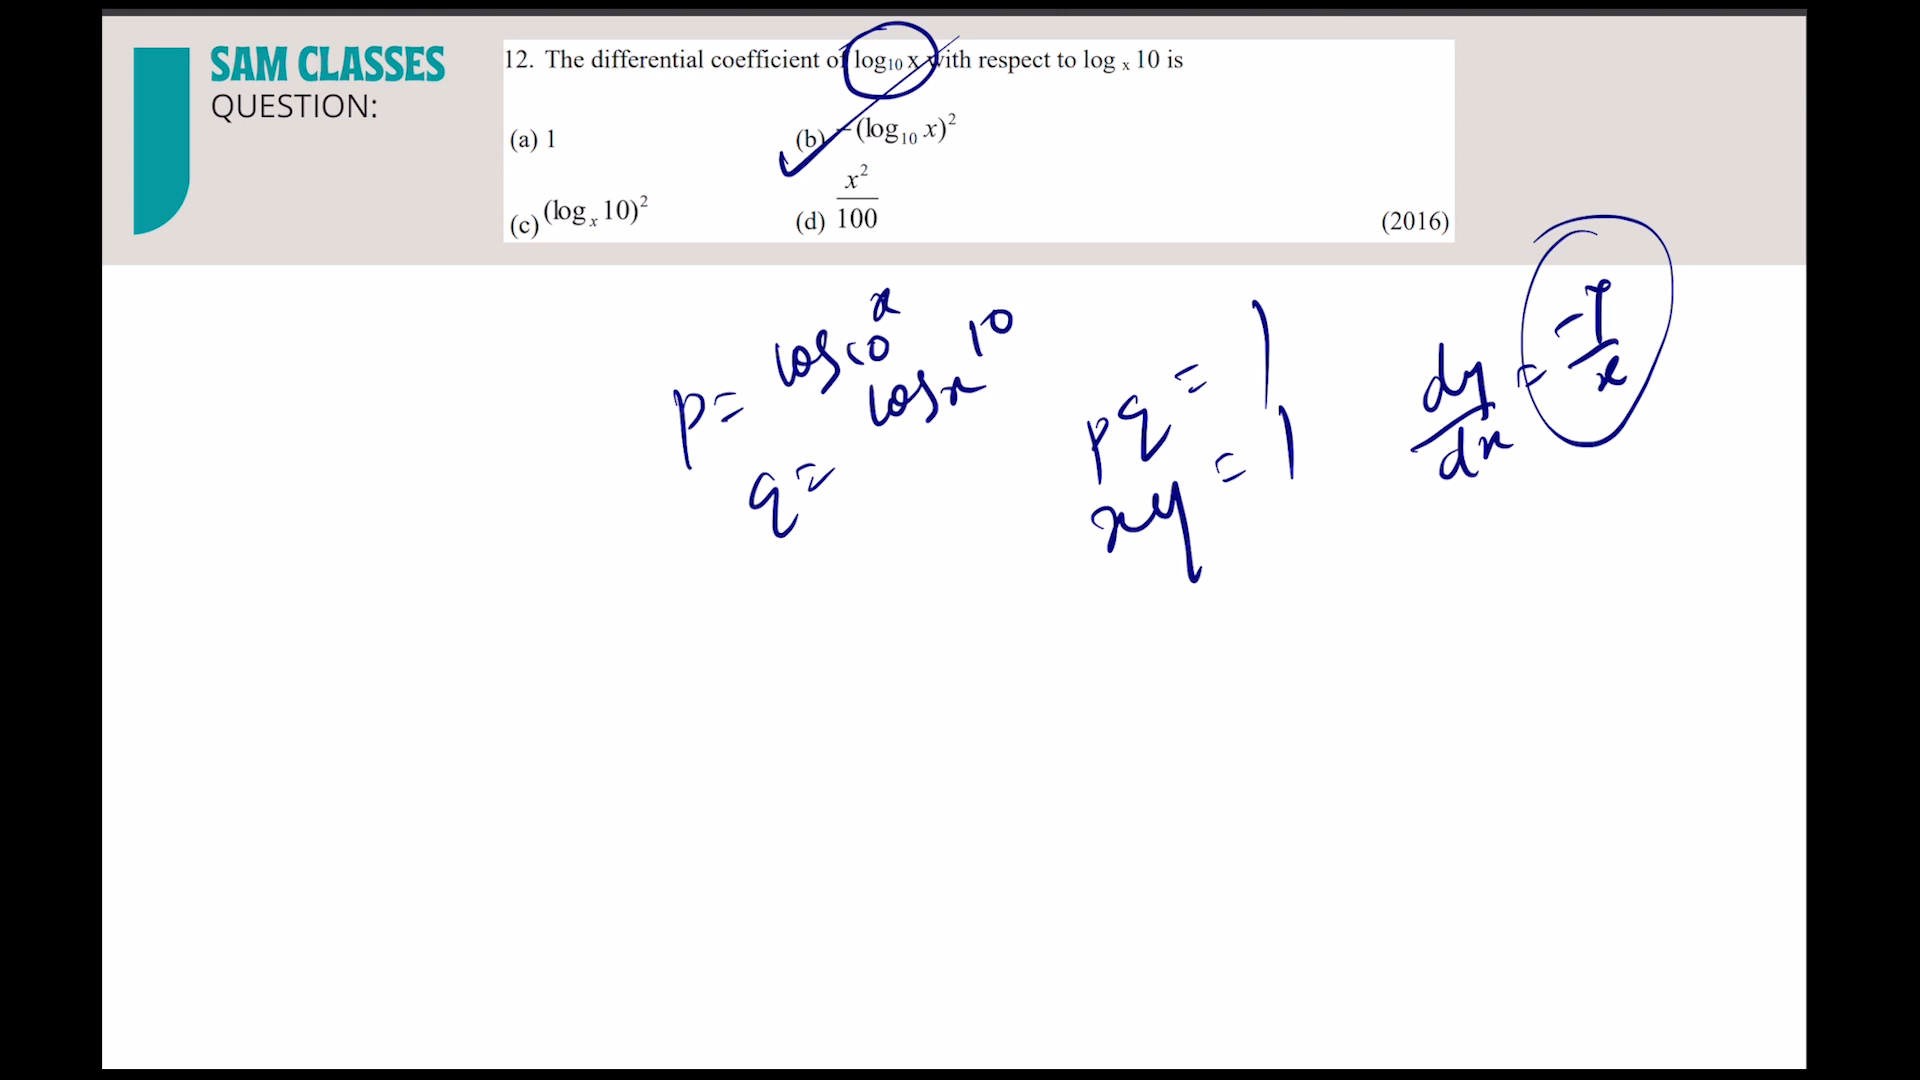 SAM CLASSES
QUESTION:
12. The differential coefficient of log₁₀ x with respect to log ₓ 10 is
(a) 1
(b) −(log₁₀ x)²
(c) (logₓ 10)²
(d) x²/100
(2016)
p = log₁₀ x
q = logₓ 10
pq = 1
xy = 1
dy/dx = -y/x